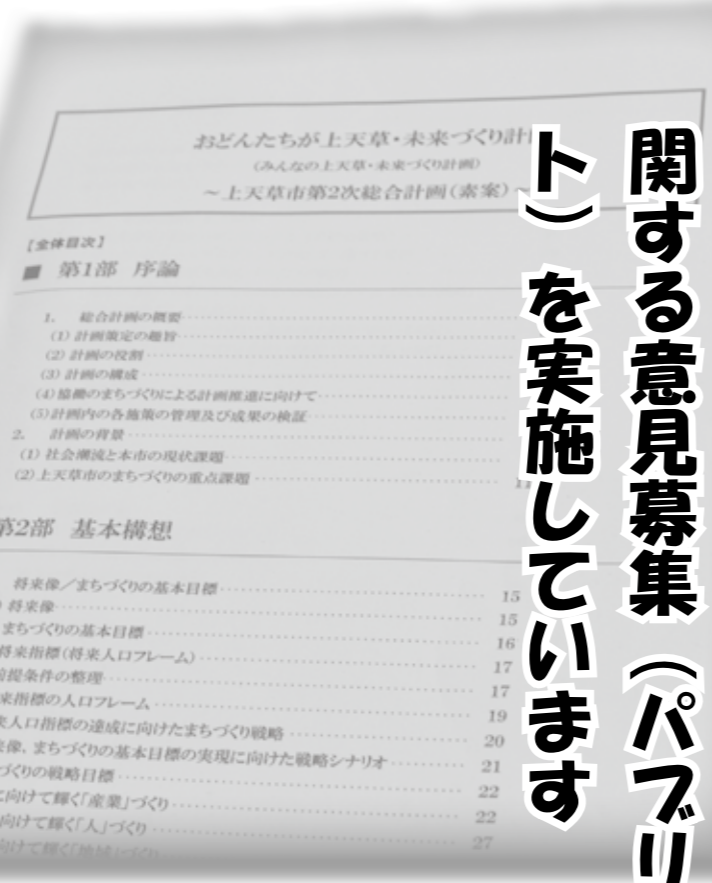 関する意見募集（パブリ
ト）を実施しています
おどんたちが上天草・未来づくり計
（みんなの上天草・未来づくり計画）
～上天草市第2次総合計画（素案）～
【全体目次】
■ 第1部 序論
1. 総合計画の概要
(1) 計画策定の趣旨
(2) 計画の役割
(3) 計画の構成
(4) 協働のまちづくりによる計画推進に向けて
(5) 計画内の各施策の管理及び成果の検証
2. 計画の背景
(1) 社会潮流と本市の現状課題
(2) 上天草市のまちづくりの重点課題 11
第2部 基本構想
将来像／まちづくりの基本目標 15
) 将来像 15
まちづくりの基本目標 16
将来指標（将来人口フレーム） 17
前提条件の整理 17
来指標の人口フレーム 19
来人口指標の達成に向けたまちづくり戦略 20
来像、まちづくりの基本目標の実現に向けた戦略シナリオ 21
づくりの戦略目標 22
に向けて輝く「産業」づくり 22
向けて輝く「人」づくり 27
向けて輝く「地域」づくり